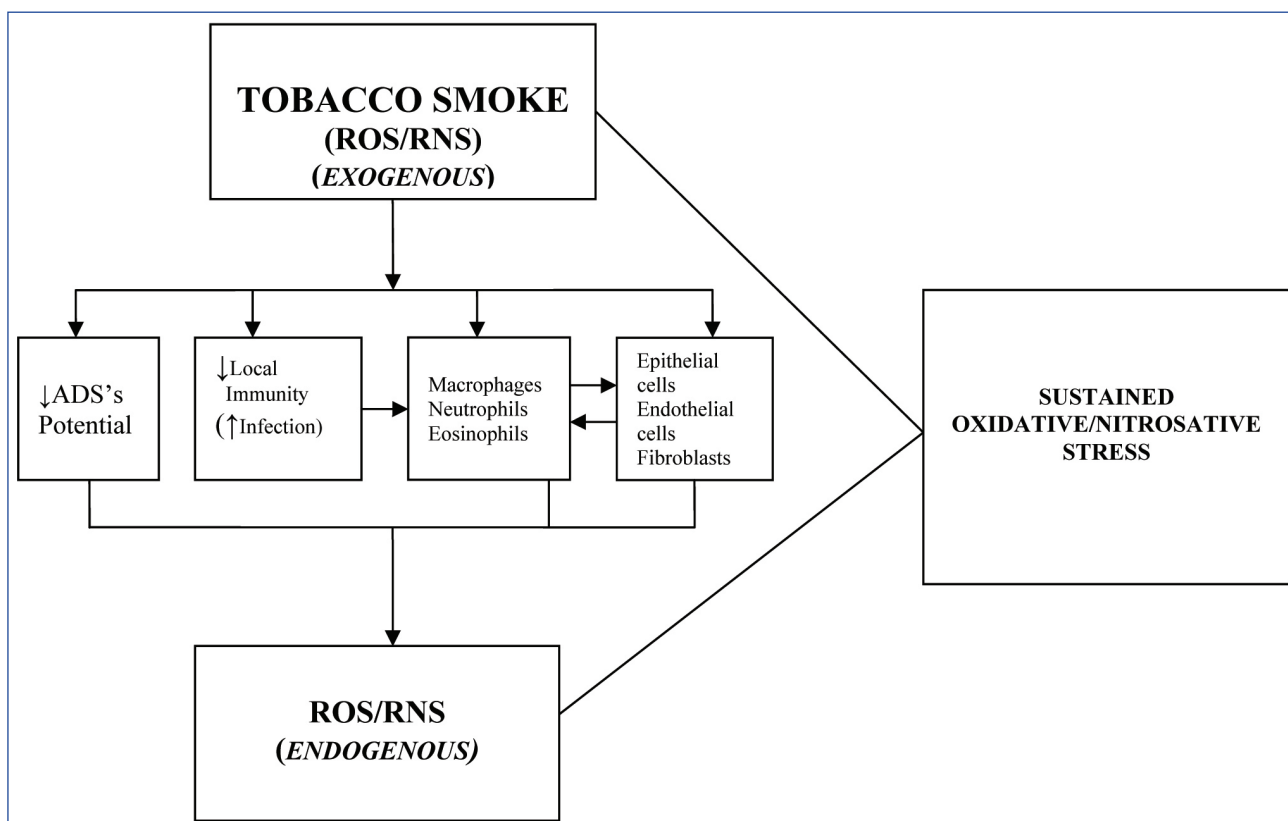 TOBACCO SMOKE
(ROS/RNS)
(EXOGENOUS)
↓ADS’s
Potential
↓Local
Immunity
(↑Infection)
Macrophages
Neutrophils
Eosinophils
Epithelial
cells
Endothelial
cells
Fibroblasts
SUSTAINED
OXIDATIVE/NITROSATIVE
STRESS
ROS/RNS
(ENDOGENOUS)